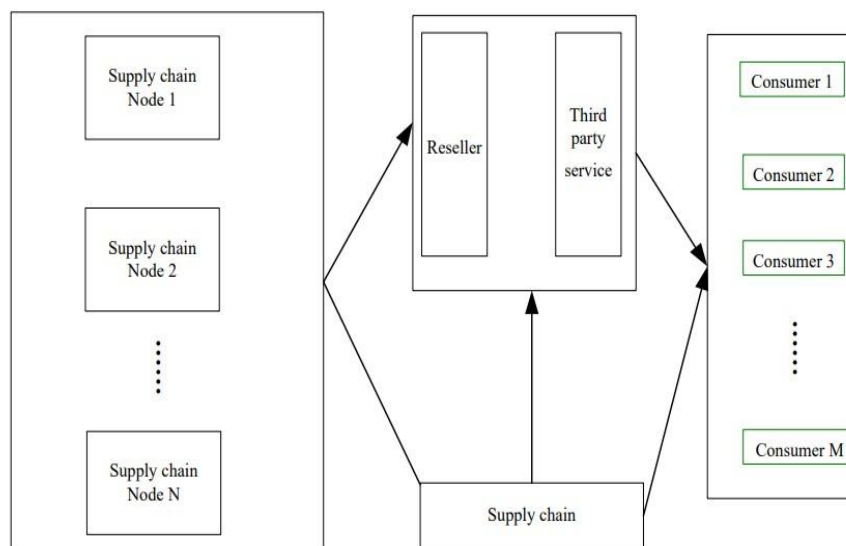 Supply chain
Node 1
Supply chain
Node 2
Supply chain
Node N
Reseller
Third
party
service
Supply chain
Consumer 1
Consumer 2
Consumer 3
Consumer M